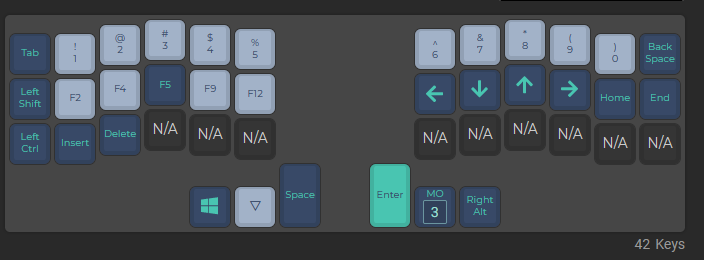 Tab ! 1 @ 2 # 3 $ 4 % 5 ^ 6 & 7 * 8 ( 9 ) 0 Back Space
Left Shift F2 F4 F5 F9 F12 ← ↓ ↑ → Home End
Left Ctrl Insert Delete N/A N/A N/A N/A N/A N/A N/A N/A N/A
▽ Space Enter MO 3 Right Alt
42 Keys